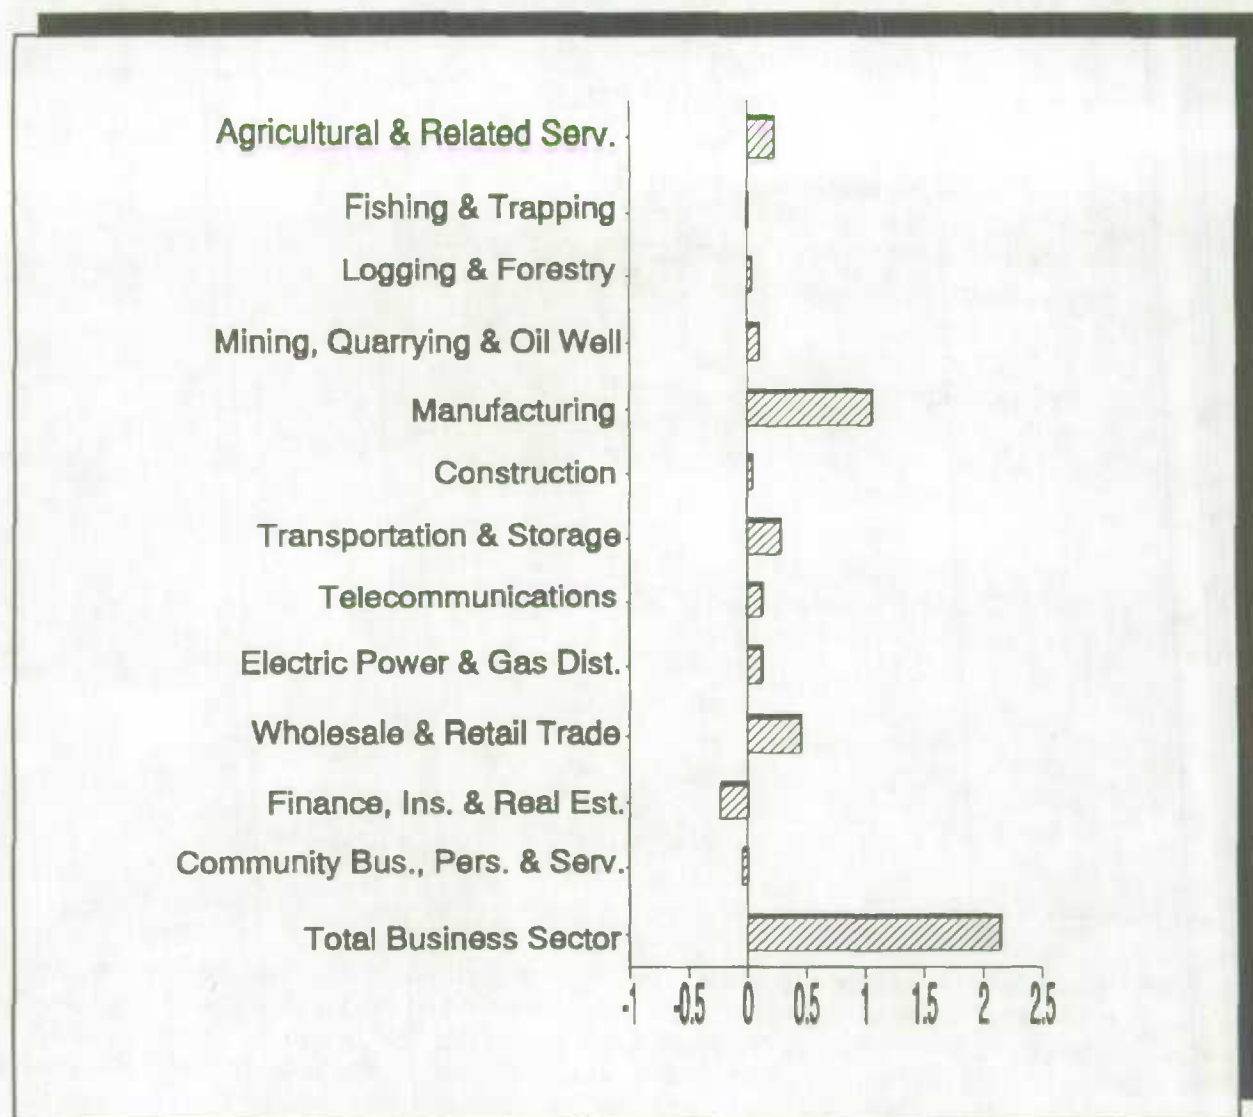 Agricultural & Related Serv.
Fishing & Trapping
Logging & Forestry
Mining, Quarrying & Oil Well
Manufacturing
Construction
Transportation & Storage
Telecommunications
Electric Power & Gas Dist.
Wholesale & Retail Trade
Finance, Ins. & Real Est.
Community Bus., Pers. & Serv.
Total Business Sector
-1 -0.5 0 0.5 1 1.5 2 2.5